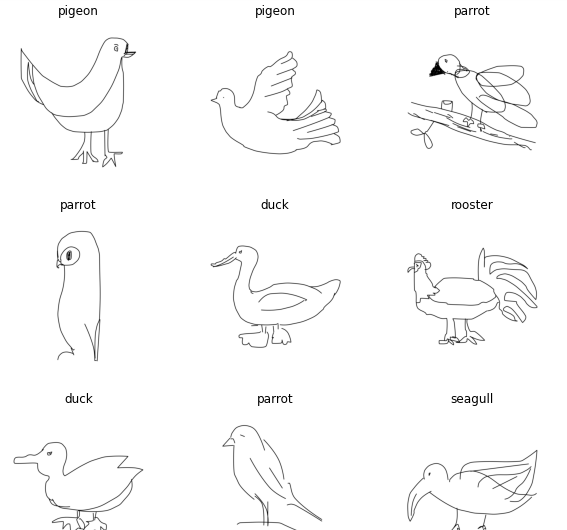 pigeon
pigeon
parrot
parrot
duck
rooster
duck
parrot
seagull